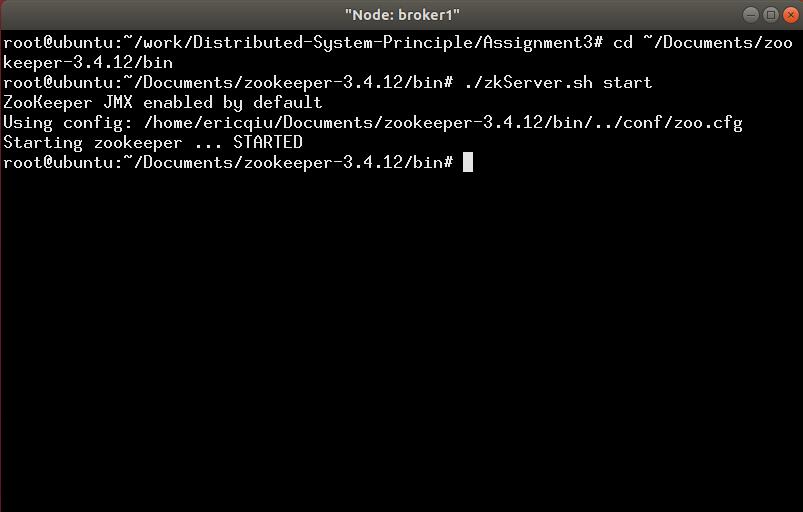 "Node: broker1"
root@ubuntu:~/work/Distributed-System-Principle/Assignment3# cd ~/Documents/zoo
keeper-3.4.12/bin
root@ubuntu:~/Documents/zookeeper-3.4.12/bin# ./zkServer.sh start
ZooKeeper JMX enabled by default
Using config: /home/ericqiu/Documents/zookeeper-3.4.12/bin/../conf/zoo.cfg
Starting zookeeper ... STARTED
root@ubuntu:~/Documents/zookeeper-3.4.12/bin#